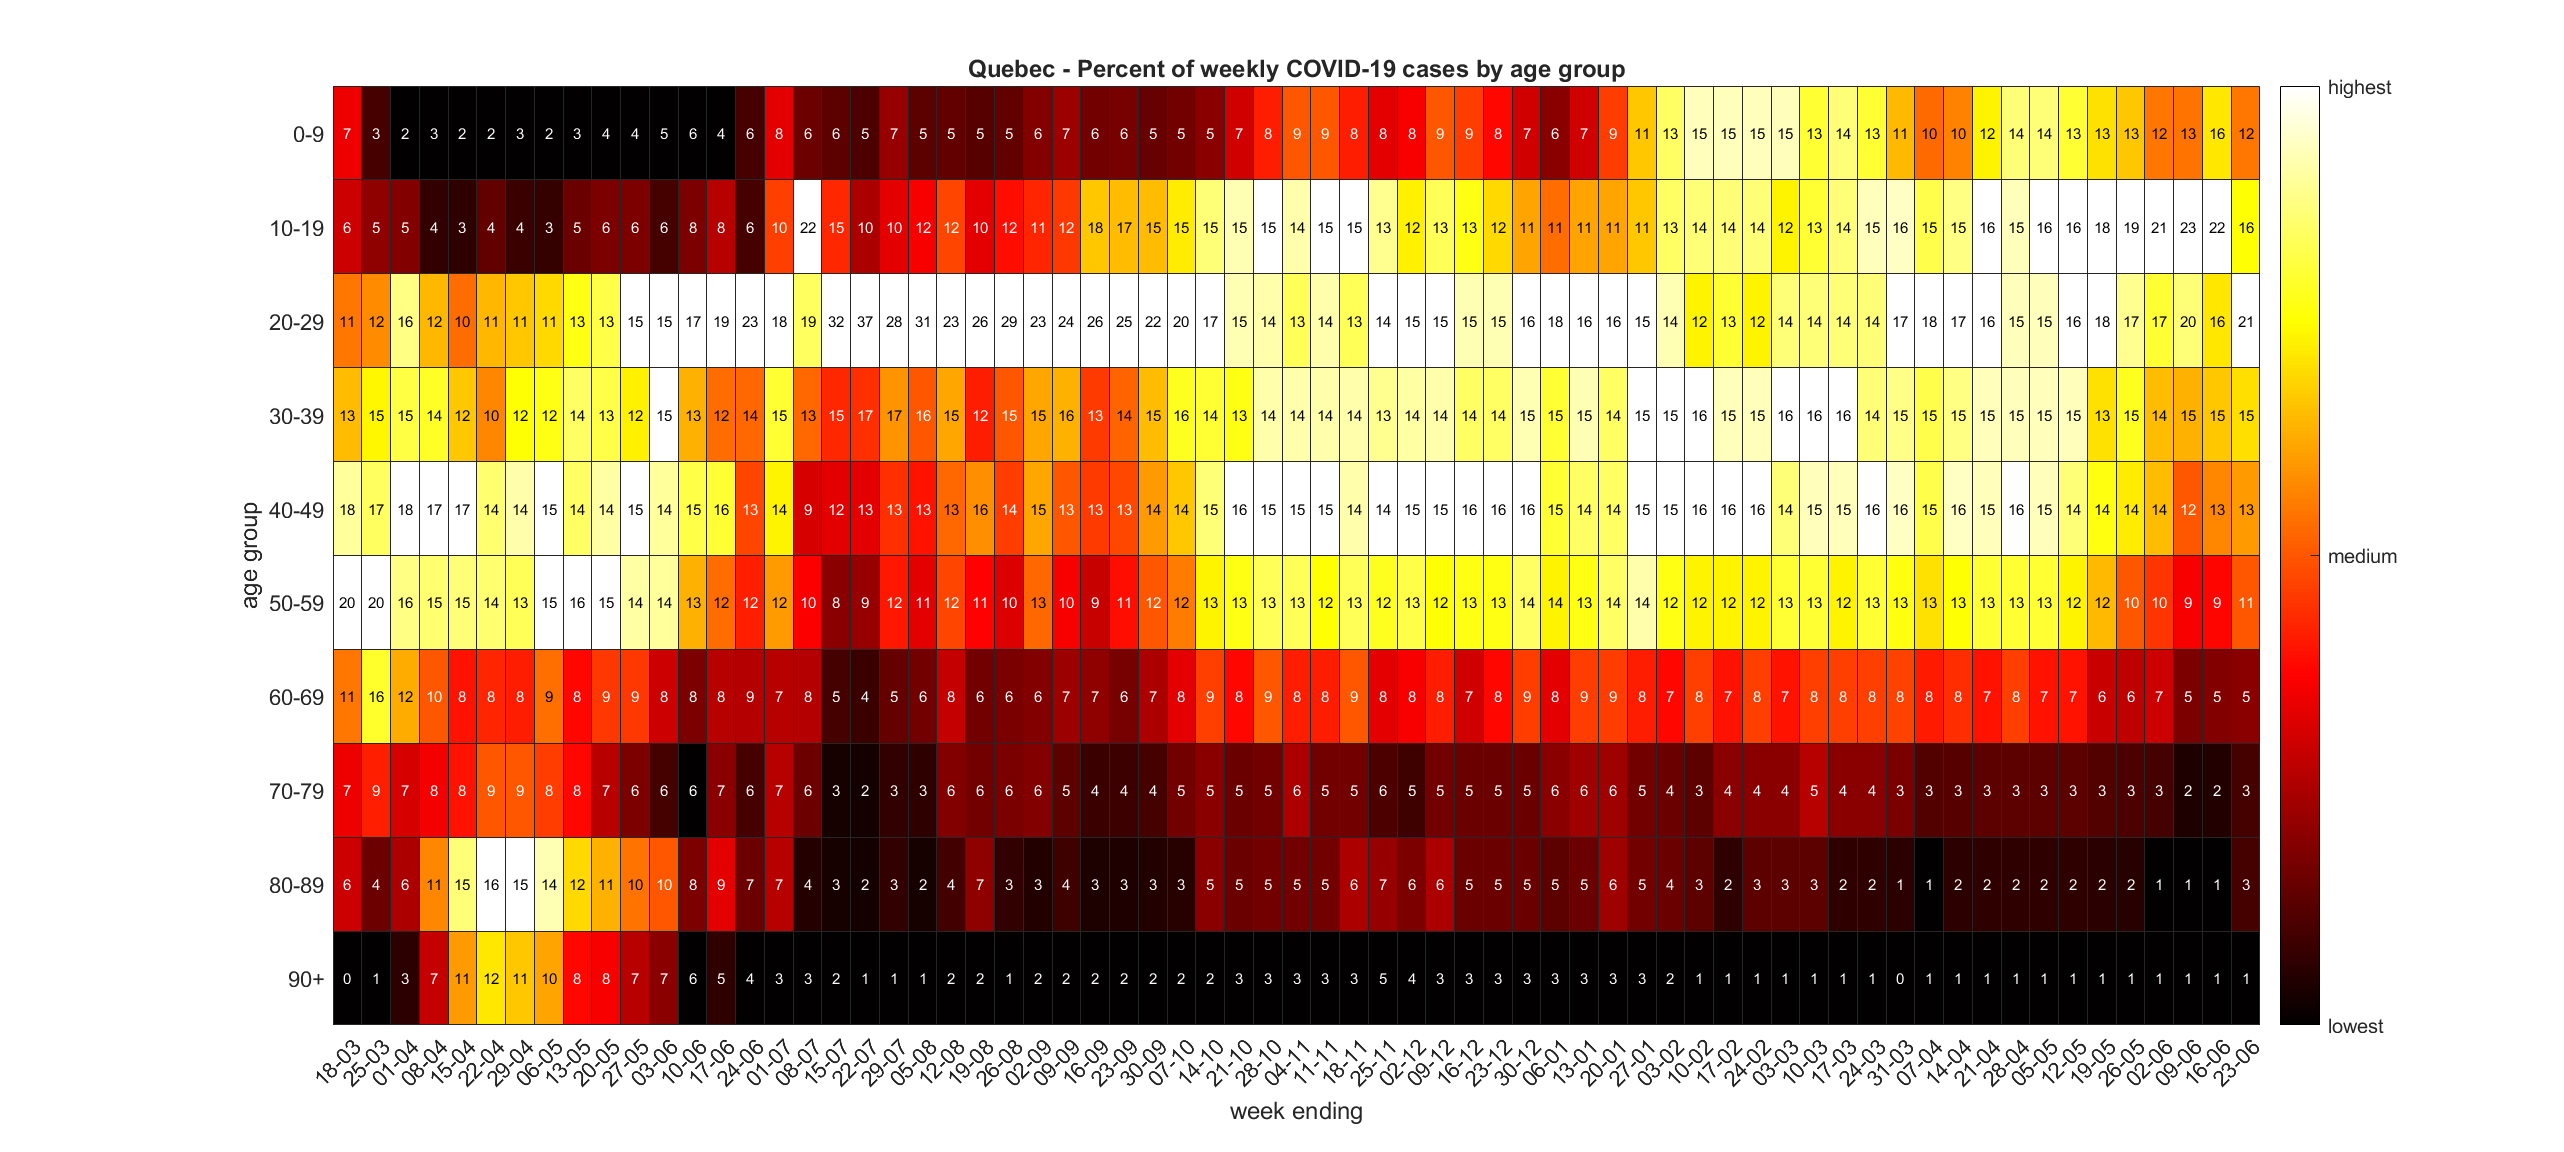 Quebec - Percent of weekly COVID-19 cases by age group
highest
0-9 7 3 2 3 2 2 3 2 3 4 4 5 6 4 6 8 6 6 5 7 5 5 5 5 6 7 6 6 5 5 5 7 8 9 9 8 8 8 9 9 8 7 6 7 9 11 13 15 15 15 15 13 14 13 11 10 10 12 14 14 13 13 13 12 13 16 12
10-19 6 5 5 4 3 4 4 3 5 6 6 6 8 8 6 10 22 15 10 10 12 12 10 12 11 12 18 17 15 15 15 15 15 14 15 15 13 12 13 13 12 11 11 11 11 11 13 14 14 14 12 13 14 15 16 15 15 16 15 16 16 18 19 21 23 22 16
20-29 11 12 16 12 10 11 11 11 13 13 15 15 17 19 23 18 19 32 37 28 31 23 26 29 23 24 26 25 22 20 17 15 14 13 14 13 14 15 15 15 15 16 18 16 16 15 14 12 13 12 14 14 14 14 17 18 17 16 15 15 16 18 17 17 20 16 21
30-39 13 15 15 14 12 10 12 12 14 13 12 15 13 12 14 15 13 15 17 17 16 15 12 15 15 16 13 14 15 16 14 13 14 14 14 14 13 14 14 14 14 15 15 15 14 15 15 16 15 15 16 16 16 14 15 15 15 15 15 15 15 13 15 14 15 15 15
40-49 18 17 18 17 17 14 14 15 14 14 15 14 15 16 13 14 9 12 13 13 13 13 16 14 15 13 13 13 14 14 15 16 15 15 15 14 14 15 15 16 16 16 15 14 14 15 15 16 16 16 14 15 15 16 16 15 16 15 16 15 14 14 14 14 12 13 13
50-59 20 20 16 15 15 14 13 15 16 15 14 14 13 12 12 12 10 8 9 12 11 12 11 10 13 10 9 11 12 12 13 13 13 13 12 13 12 13 12 13 13 14 14 13 14 14 12 12 12 12 13 13 12 13 13 13 13 13 13 13 12 12 10 10 9 9 11
medium
60-69 11 16 12 10 8 8 8 9 8 9 9 8 8 8 9 7 8 5 4 5 6 8 6 6 6 7 7 6 7 8 9 8 9 8 8 9 8 8 8 7 8 9 8 9 9 8 7 8 7 8 7 8 8 8 8 8 8 7 8 7 7 6 6 7 5 5 5
70-79 7 9 7 8 8 9 9 8 8 7 6 6 6 7 6 7 6 3 2 3 3 6 6 6 6 5 4 4 4 5 5 5 5 6 5 5 6 5 5 5 5 5 6 6 6 5 4 3 4 4 4 5 4 4 3 3 3 3 3 3 3 3 3 3 2 2 3
80-89 6 4 6 11 15 16 15 14 12 11 10 10 8 9 7 7 4 3 2 3 2 4 7 3 3 4 3 3 3 3 5 5 5 5 5 6 7 6 6 5 5 5 5 5 6 5 4 3 2 3 3 3 2 2 1 1 2 2 2 2 2 2 2 1 1 1 3
90+ 0 1 3 7 11 12 11 10 8 8 7 7 6 5 4 3 3 2 1 1 1 2 2 1 2 2 2 2 2 2 2 3 3 3 3 3 5 4 3 3 3 3 3 3 3 3 2 1 1 1 1 1 1 1 0 1 1 1 1 1 1 1 1 1 1 1 1
lowest
age group
18-03 25-03 01-04 08-04 15-04 22-04 29-04 06-05 13-05 20-05 27-05 03-06 10-06 17-06 24-06 01-07 08-07 15-07 22-07 29-07 05-08 12-08 19-08 26-08 02-09 09-09 16-09 23-09 30-09 07-10 14-10 21-10 28-10 04-11 11-11 18-11 25-12 02-12 09-12 16-12 23-12 30-12 06-01 13-01 20-01 27-01 03-02 10-02 17-02 24-02 03-03 10-03 17-03 24-03 31-04 07-04 14-04 21-04 28-05 05-05 12-05 19-05 26-05 02-06 09-06 16-06 23-06
week ending